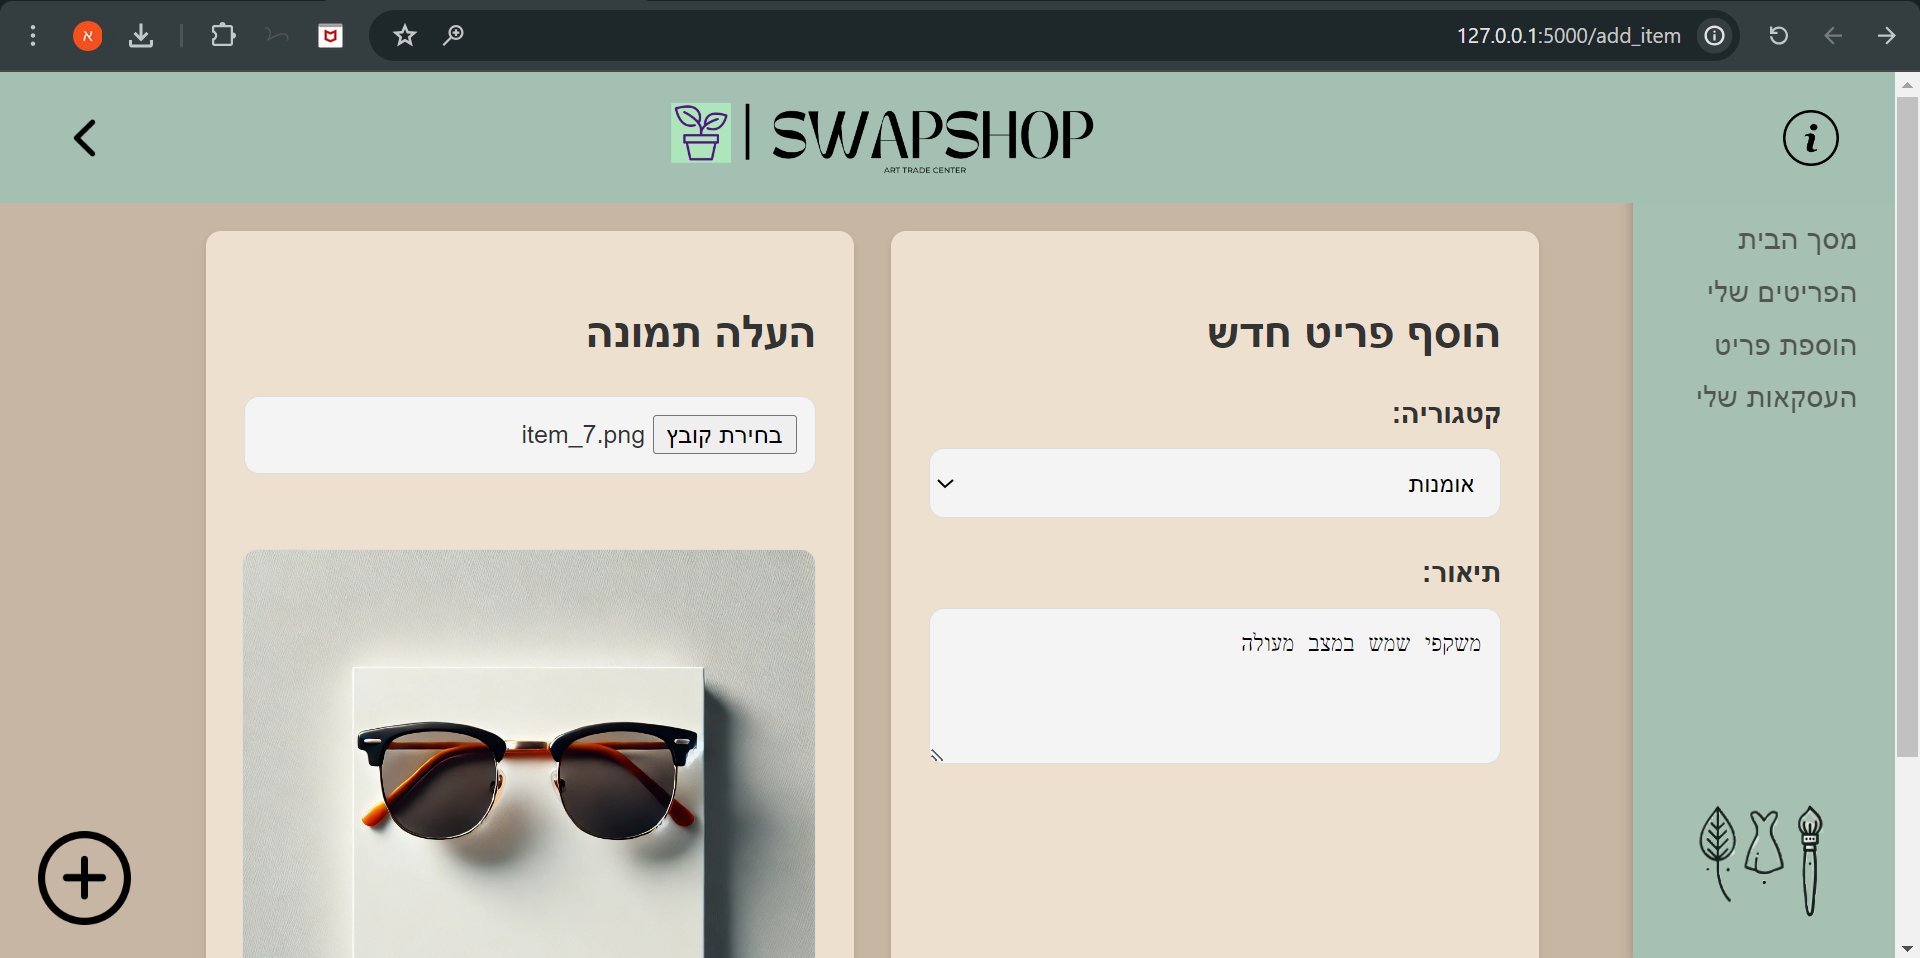 א
127.0.0.1:5000/add_item
SWAPSHOP
ART TRADE CENTER
i
מסך הבית
הפריטים שלי
הוספת פריט
העסקאות שלי
הוסף פריט חדש
קטגוריה:
אומנות
תיאור:
משקפי שמש במצב מעולה
העלה תמונה
בחירת קובץ item_7.png